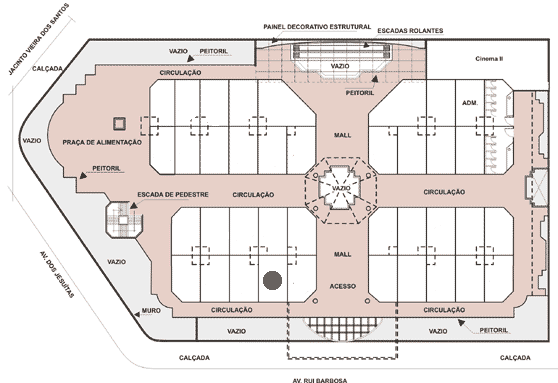 PAINEL DECORATIVO ESTRUTURAL
ESCADAS ROLANTES
JACINTO VIEIRA DOS SANTOS
CALÇADA
VAZIO
PEITORIL
CIRCULAÇÃO
VAZIO
PEITORIL
Cinema II
ADM.
VAZIO
PRAÇA DE ALIMENTAÇÃO
MALL
PEITORIL
ESCADA DE PEDESTRE
CIRCULAÇÃO
VAZIO
CIRCULAÇÃO
VAZIO
MALL
AV. DOS JESUÍTAS
ACESSO
MURO
CIRCULAÇÃO
CIRCULAÇÃO
VAZIO
VAZIO
PEITORIL
CALÇADA
CALÇADA
AV. RUI BARBOSA